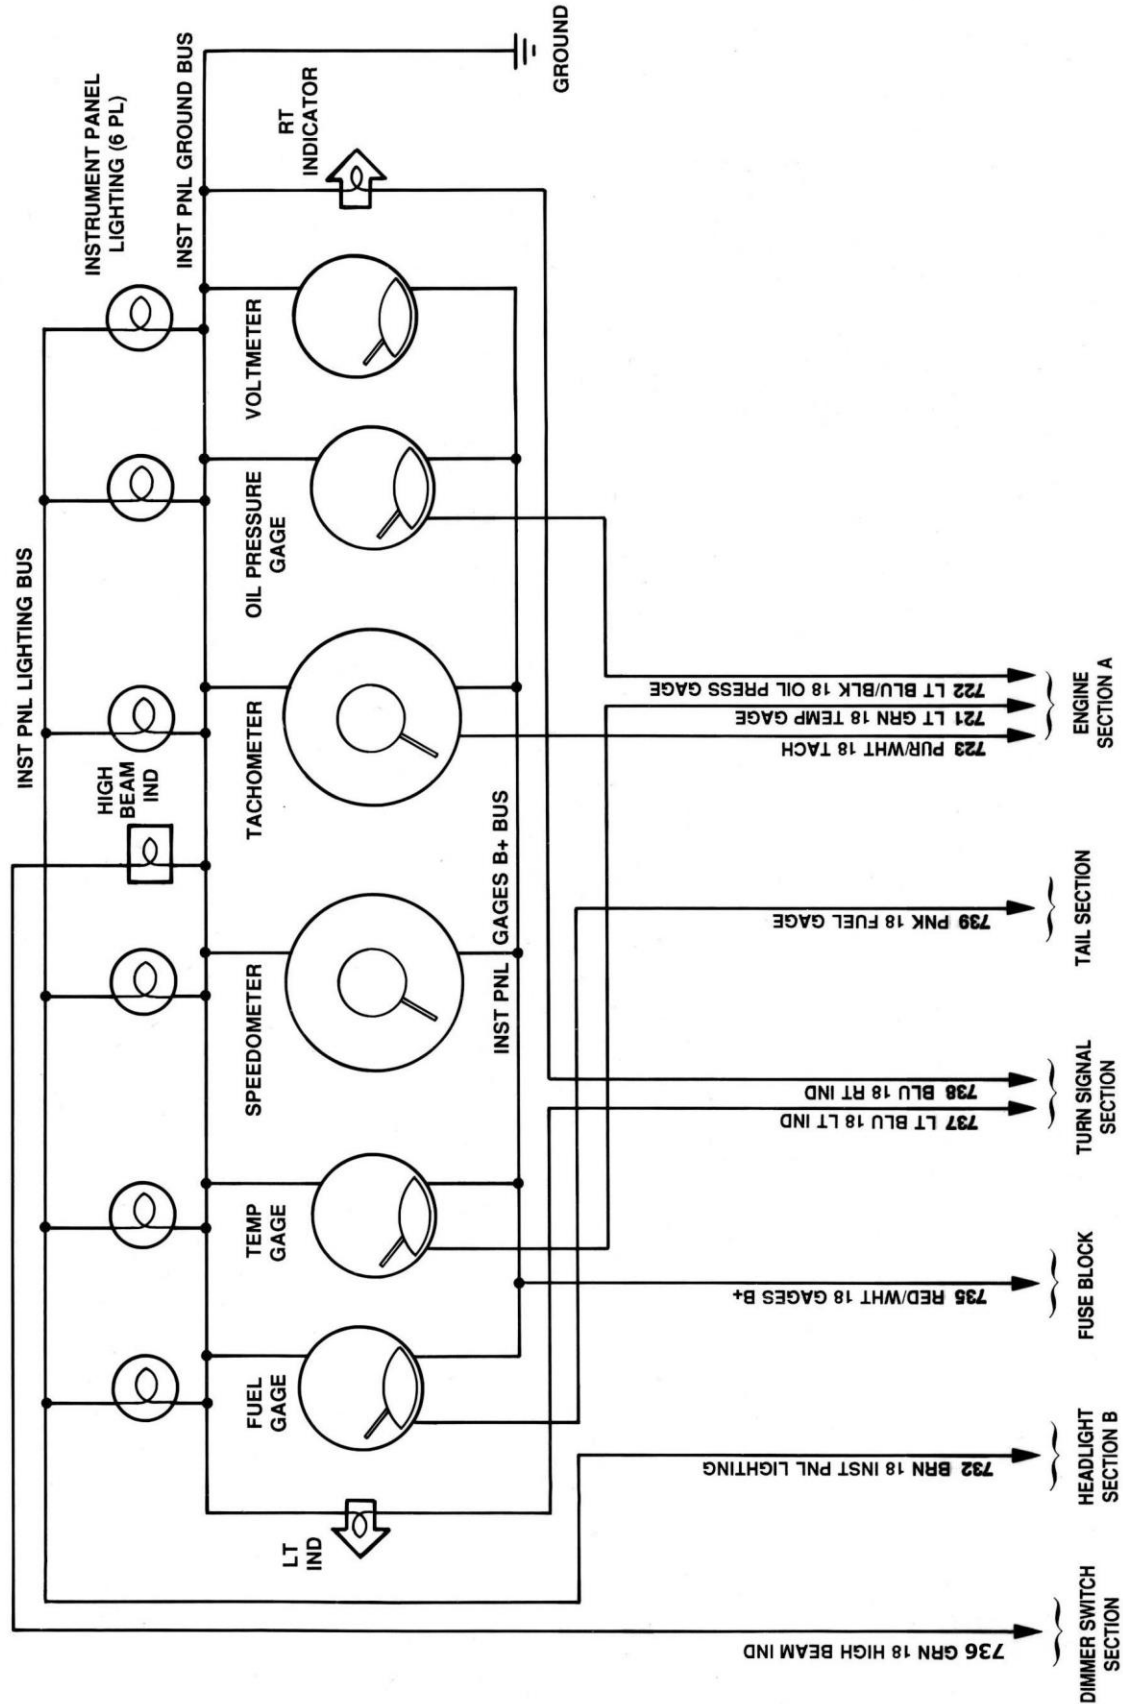 INSTRUMENT PANEL
LIGHTING (6 PL)
INST PNL LIGHTING BUS
INST PNL GROUND BUS
HIGH
BEAM
IND
LT
IND
FUEL
GAGE
TEMP
GAGE
SPEEDOMETER
TACHOMETER
OIL PRESSURE
GAGE
VOLTMETER
RT
INDICATOR
GROUND
INST PNL GAGES B+ BUS
736 GRN 18 HIGH BEAM IND
732 BRN 18 INST PNL LIGHTING
735 RED/WHT 18 GAGES B+
737 LT BLU 18 LT IND
738 BLU 18 RT IND
739 PNK 18 FUEL GAGE
723 PUR/WHT 18 TACH
721 LT GRN 18 TEMP GAGE
722 LT BLU/BLK 18 OIL PRESS GAGE
DIMMER SWITCH
SECTION
HEADLIGHT
SECTION B
FUSE BLOCK
TURN SIGNAL
SECTION
TAIL SECTION
ENGINE
SECTION A